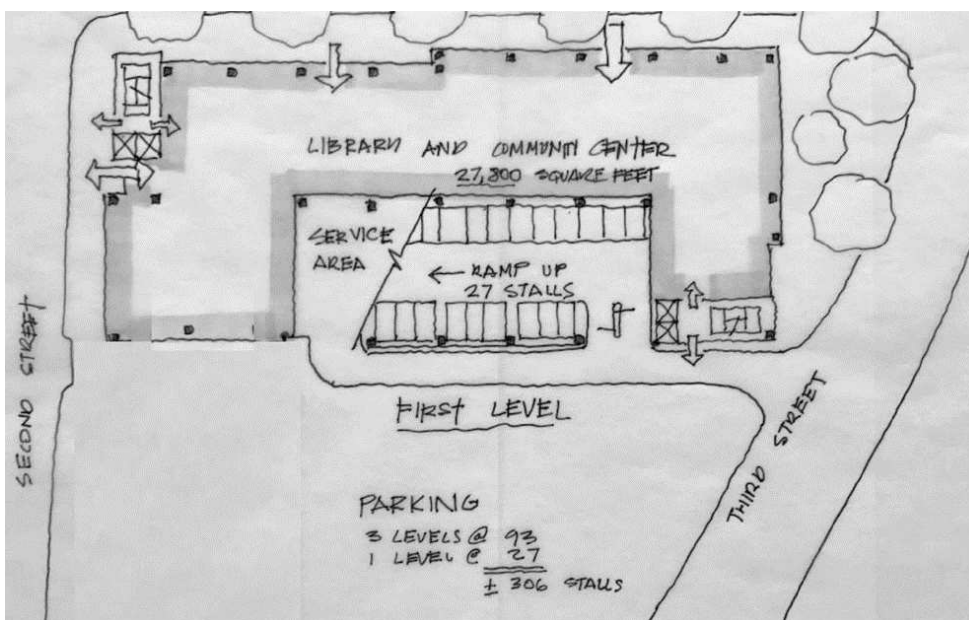 LIBRARY AND COMMUNITY CENTER
27,800 SQUARE FEET
SERVICE
AREA
← RAMP UP
27 STALLS
SECOND STREET
THIRD STREET
FIRST LEVEL
PARKING
3 LEVELS @ 93
1 LEVEL @ 27
± 306 STALLS